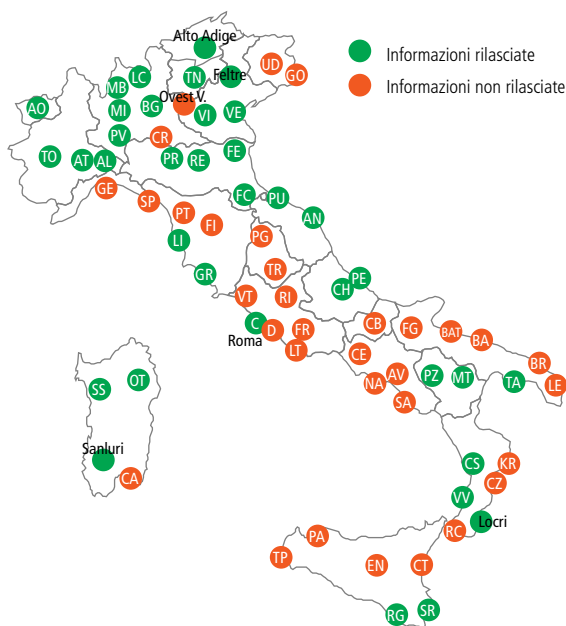 Alto Adige
Informazioni rilasciate
Informazioni non rilasciate
UD
GO
LC
TN
Feltre
MB
Ovest V.
AO
MI
BG
VI
VE
PV
CR
TO
AT
AL
PR
RE
FE
GE
SP
PT
FI
FC
PU
AN
LI
PG
GR
TR
PE
CH
VT
RI
C
Roma
D
FR
LT
CB
FG
BAT
BA
CE
NA
AV
SA
PZ
MT
TA
BR
LE
SS
OT
Sanluri
CA
CS
KR
CZ
VV
Locri
RC
PA
TP
EN
CT
RG
SR